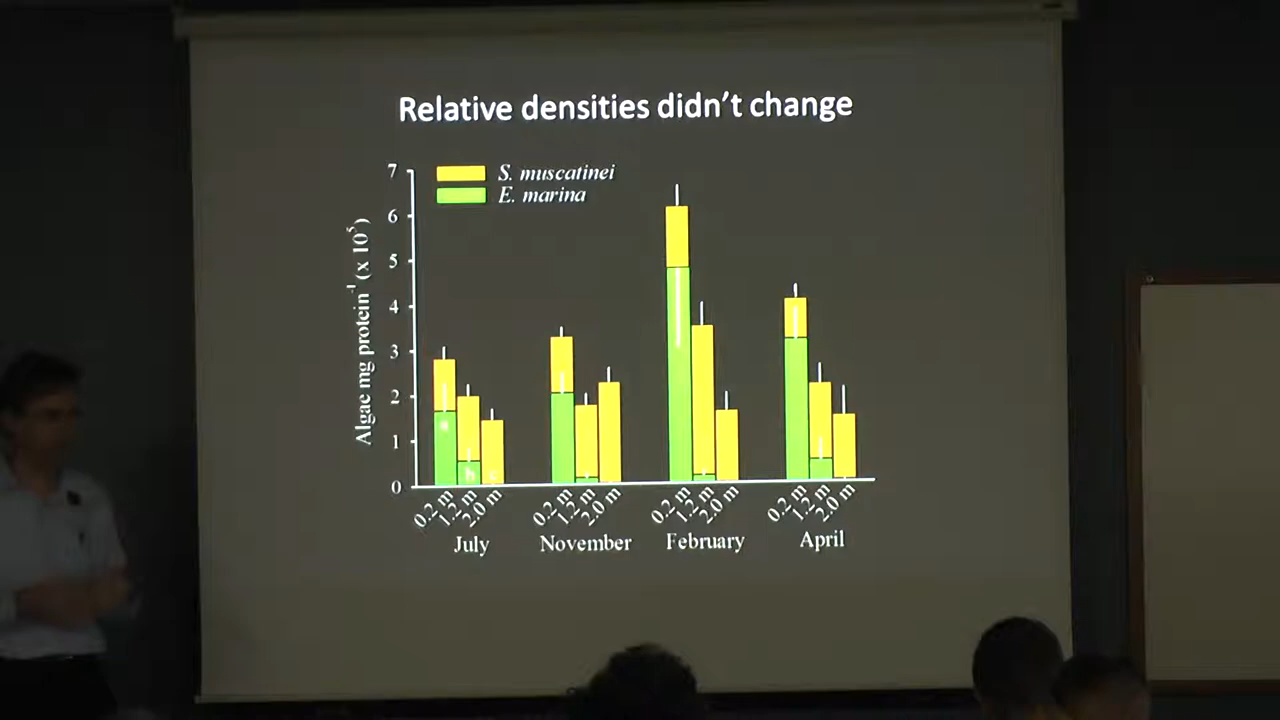 Relative densities didn't change
S. muscatinei
E. marina
Algae mg protein⁻¹ (x 10⁵)
7
6
5
4
3
2
1
0
a
b
c
0.2 m 1.2 m 2.0 m 0.2 m 1.2 m 2.0 m 0.2 m 1.2 m 2.0 m 0.2 m 1.2 m 2.0 m
July November February April